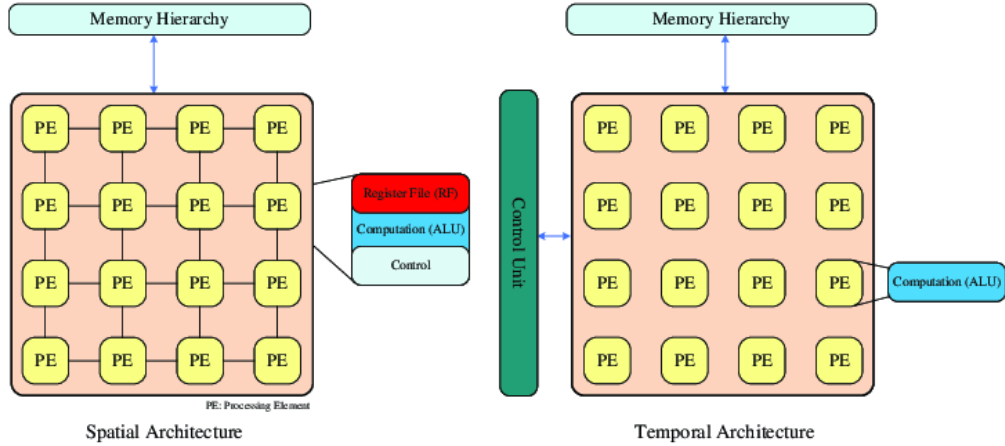 Memory Hierarchy
PE PE PE PE
PE PE PE PE
PE PE PE PE
PE PE PE PE
Register File (RF)
Computation (ALU)
Control
PE: Processing Element
Spatial Architecture
Memory Hierarchy
Control Unit
PE PE PE PE
PE PE PE PE
PE PE PE PE
PE PE PE PE
Computation (ALU)
Temporal Architecture